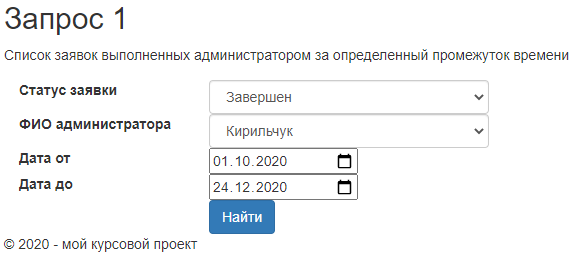 Запрос 1
Список заявок выполненных администратором за определенный промежуток времени
Статус заявки Завершен
ФИО администратора Кирильчук
Дата от 01.10.2020
Дата до 24.12.2020
Найти
© 2020 - мой курсовой проект